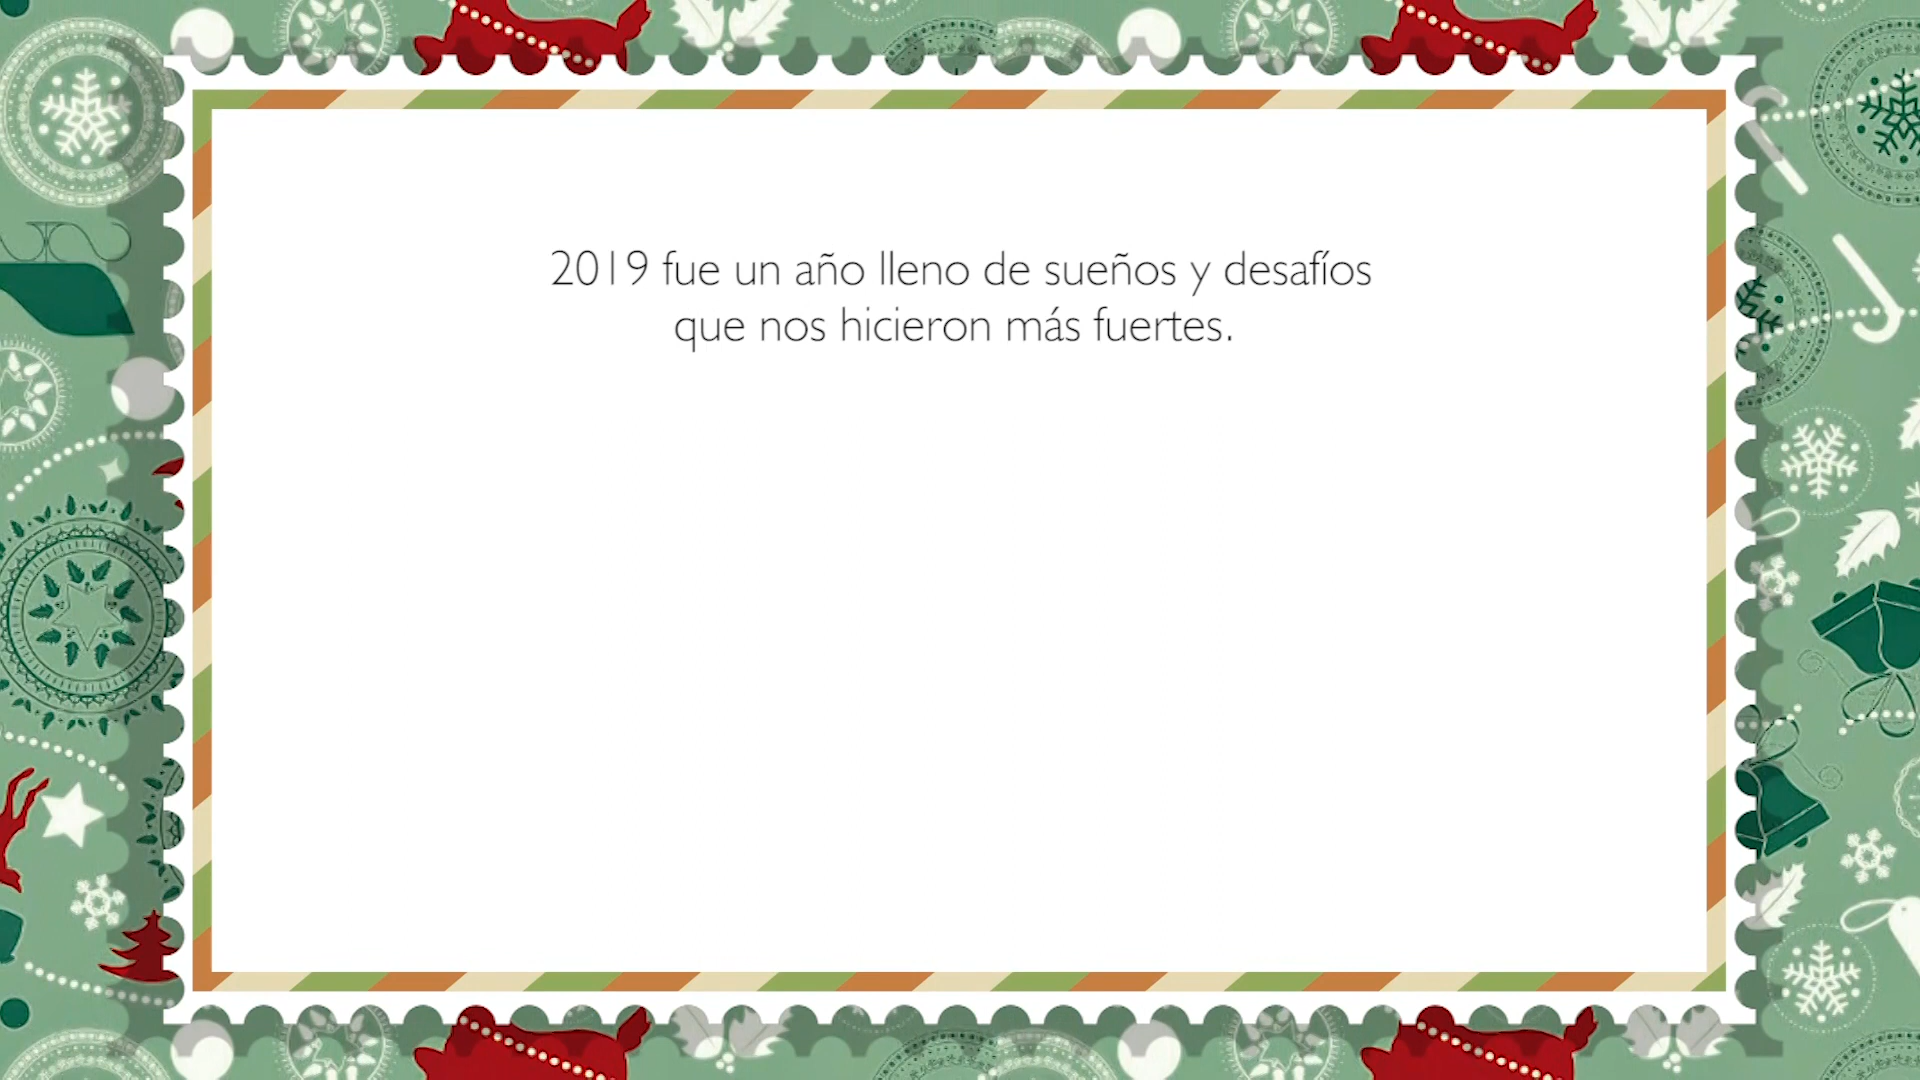 2019 fue un año lleno de sueños y desafíos
que nos hicieron más fuertes.